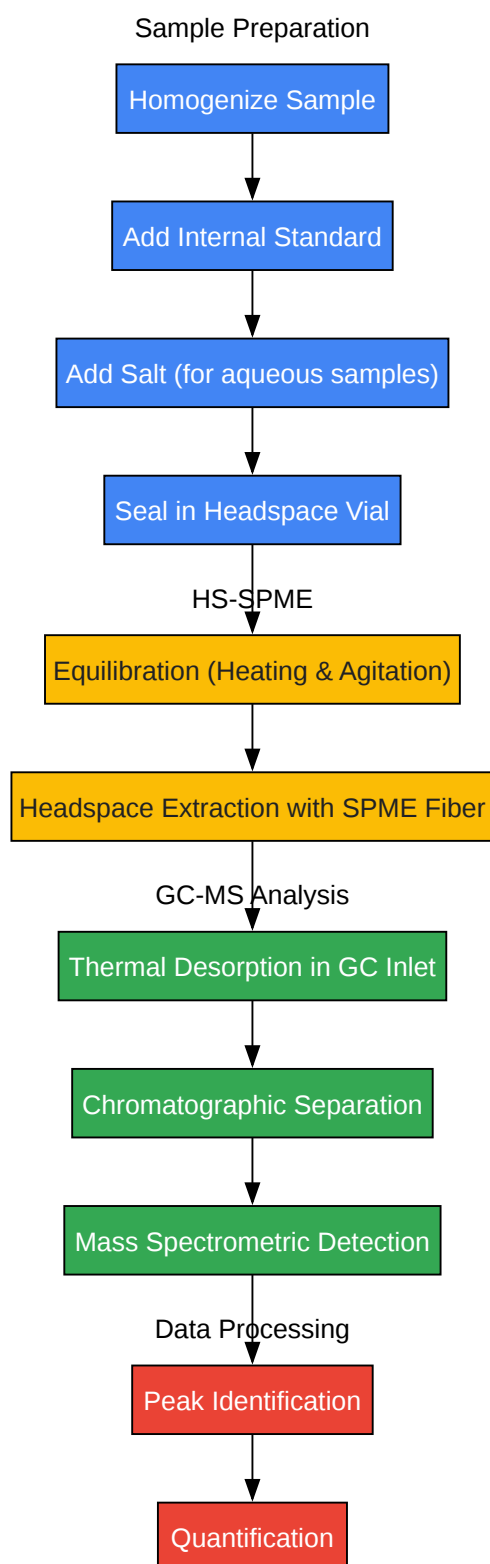 Sample Preparation
Homogenize Sample
Add Internal Standard
Add Salt (for aqueous samples)
Seal in Headspace Vial
HS-SPME
Equilibration (Heating & Agitation)
Headspace Extraction with SPME Fiber
GC-MS Analysis
Thermal Desorption in GC Inlet
Chromatographic Separation
Mass Spectrometric Detection
Data Processing
Peak Identification
Quantification